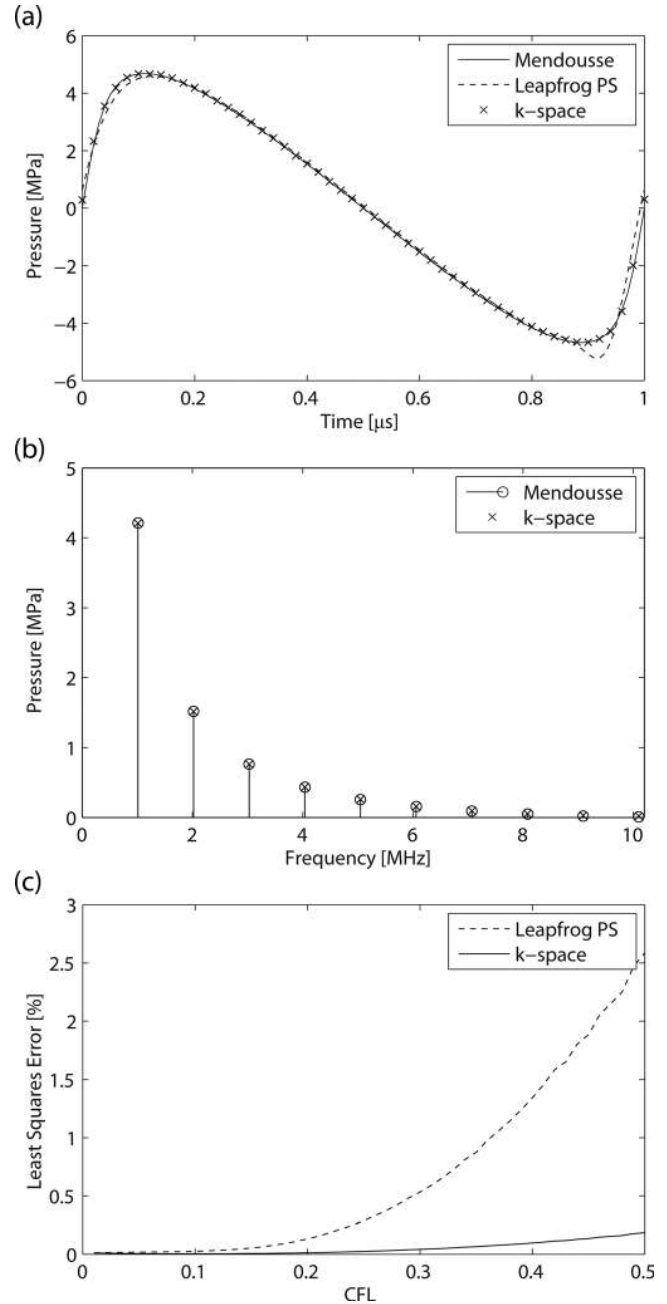 (a)
6
4
2
0
−2
−4
−6
Pressure [MPa]
Mendousse
Leapfrog PS
k−space
0
0.2
0.4
0.6
0.8
1
Time [μs]
(b)
5
4
3
2
1
0
Pressure [MPa]
Mendousse
k−space
0
2
4
6
8
10
Frequency [MHz]
(c)
3
2.5
2
1.5
1
0.5
0
Least Squares Error [%]
Leapfrog PS
k−space
0
0.1
0.2
0.3
0.4
0.5
CFL